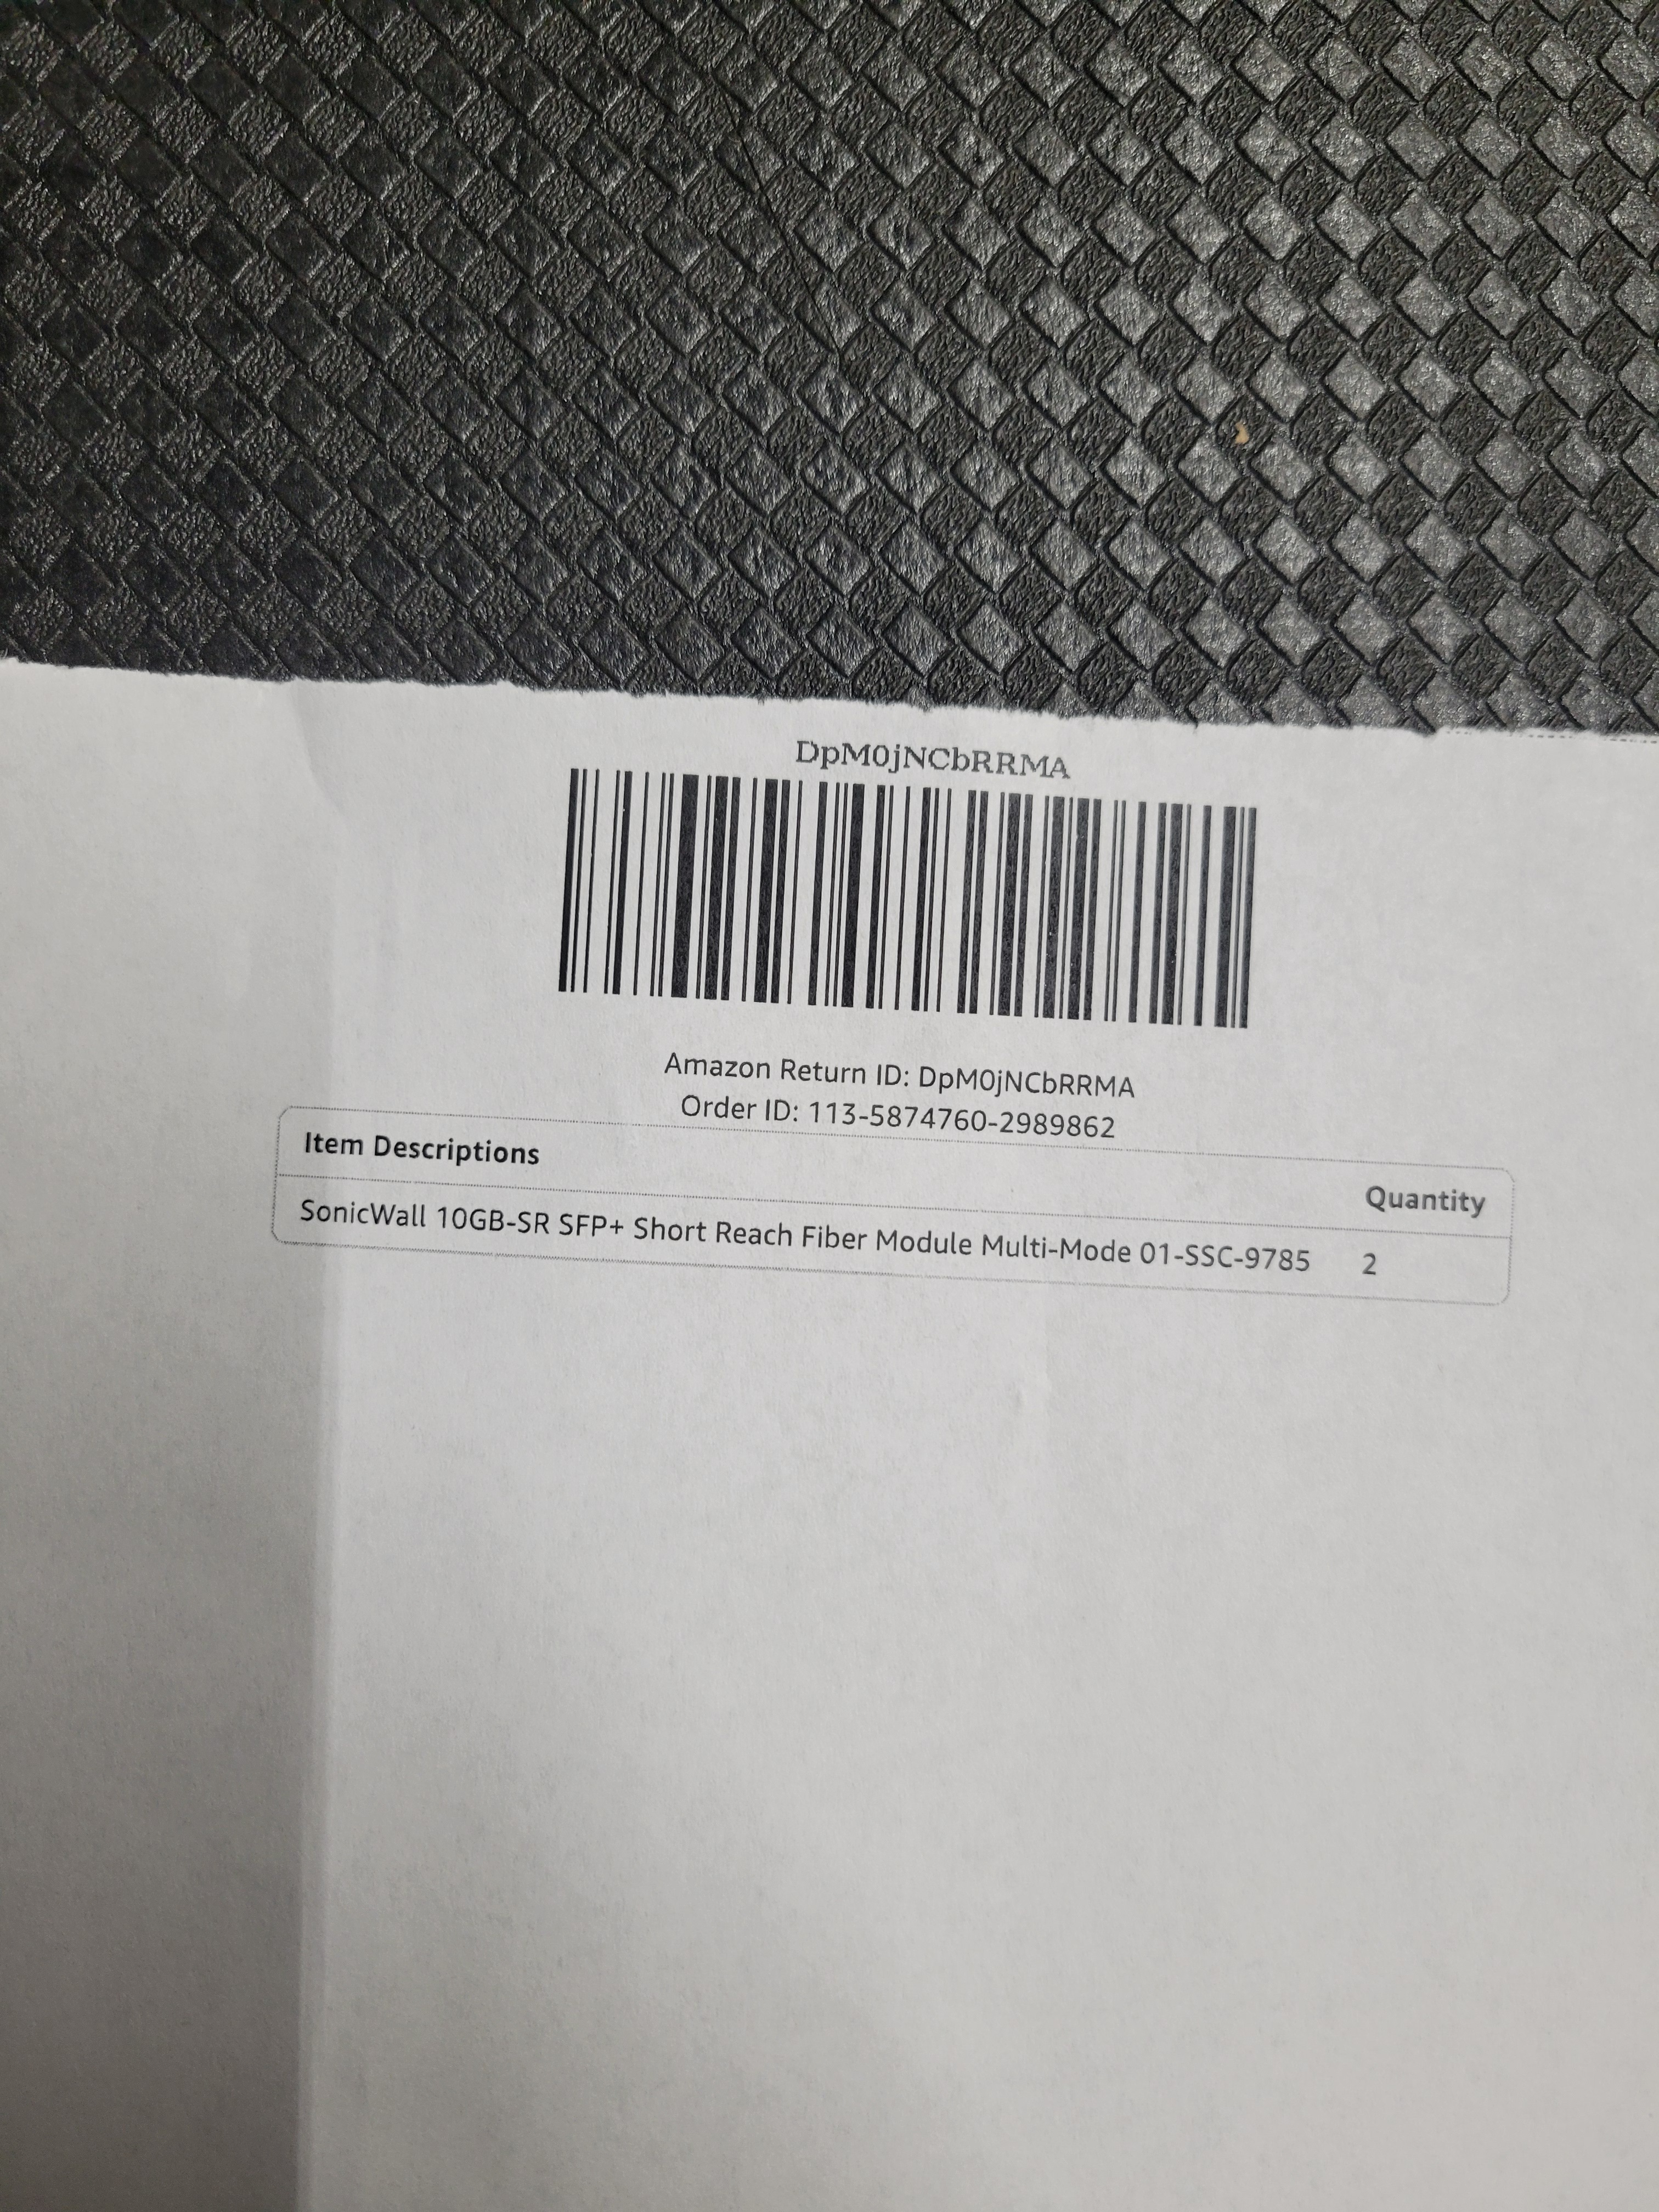 DpM0jNCbRRMA
Amazon Return ID: DpM0jNCbRRMA
Order ID: 113-5874760-2989862
Item Descriptions Quantity
SonicWall 10GB-SR SFP+ Short Reach Fiber Module Multi-Mode 01-SSC-9785 2